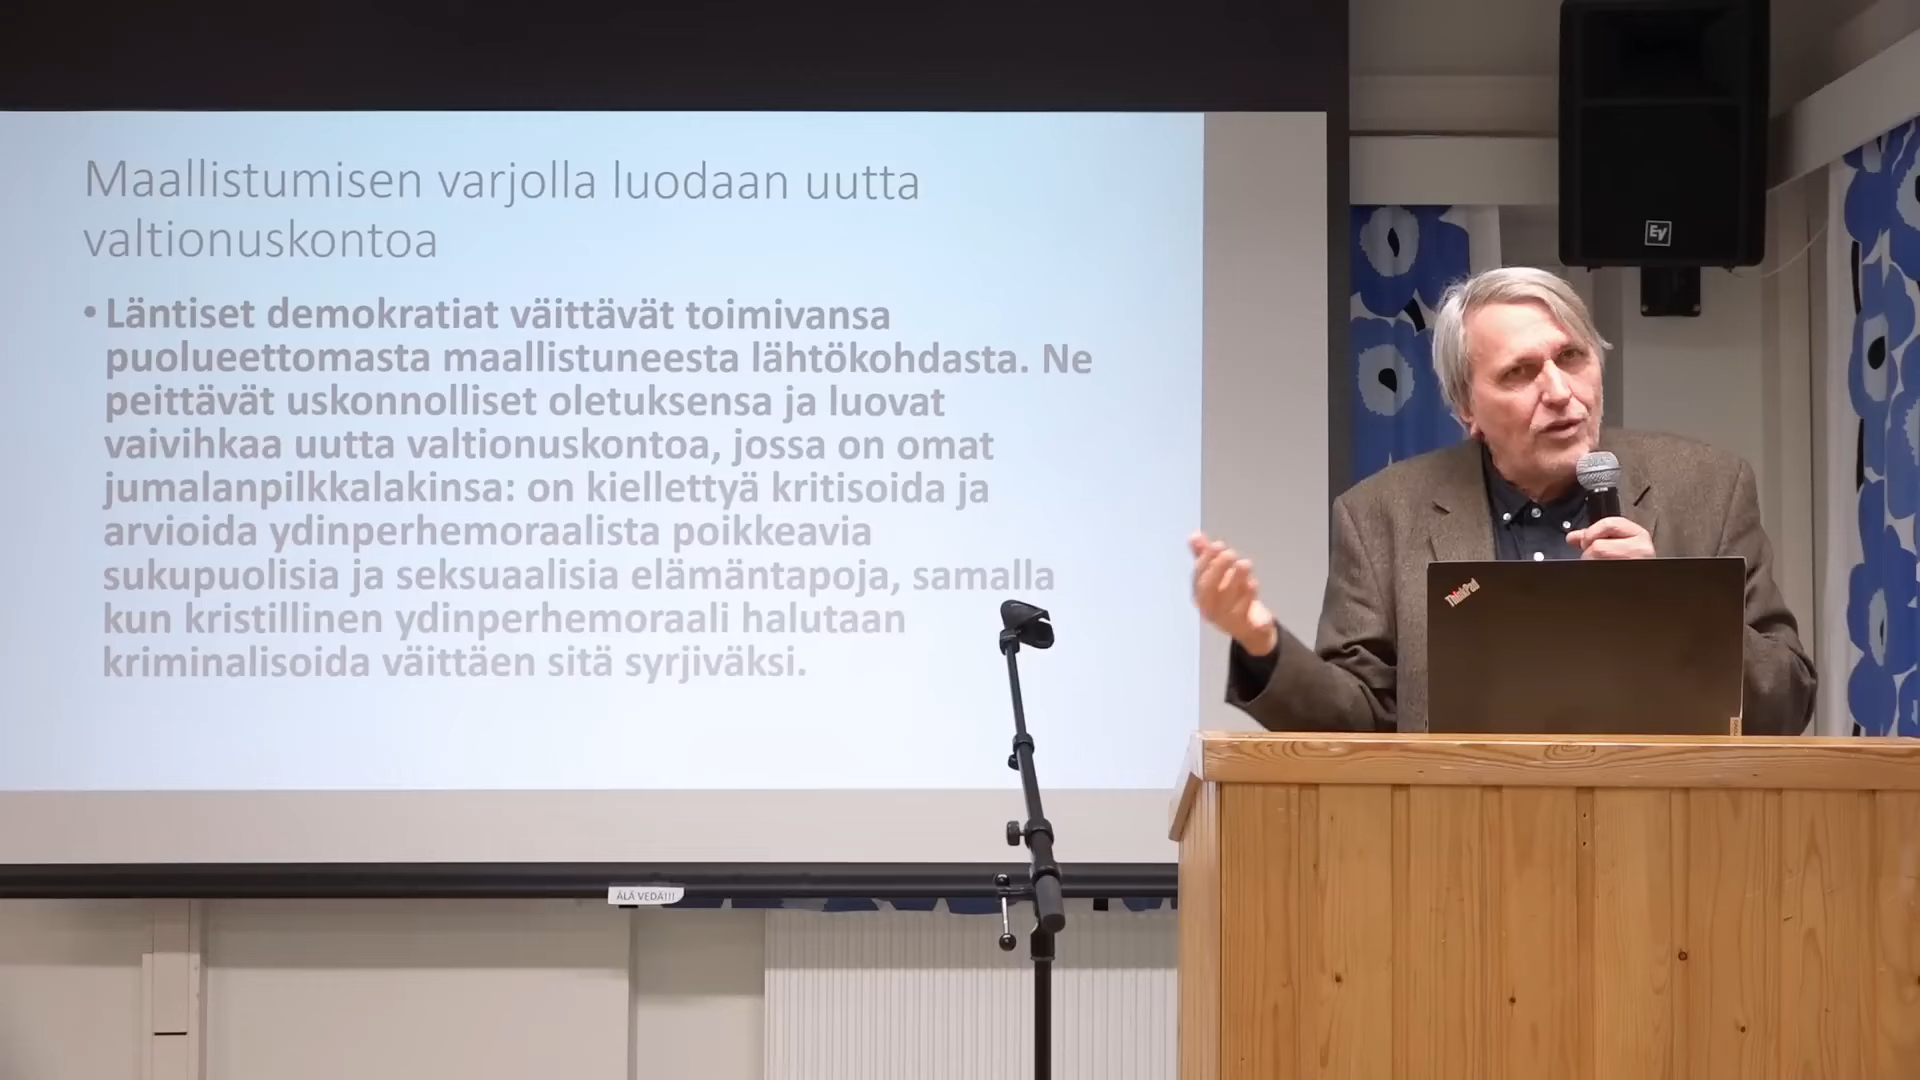 Maallistumisen varjolla luodaan uutta
valtionuskontoa
• Läntiset demokratiat väittävät toimivansa
puolueettomasta maallistuneesta lähtökohdasta. Ne
peittävät uskonnolliset oletuksensa ja luovat
vaivihkaa uutta valtionuskontoa, jossa on omat
jumalanpilkkalakinsa: on kiellettyä kritisoida ja
arvioida ydinperhemoraalista poikkeavia
sukupuolisia ja seksuaalisia elämäntapoja, samalla
kun kristillinen ydinperhemoraali halutaan
kriminalisoida väittäen sitä syrjiväksi.
ÄLÄ VEDÄ!!!
EV
ThinkPad